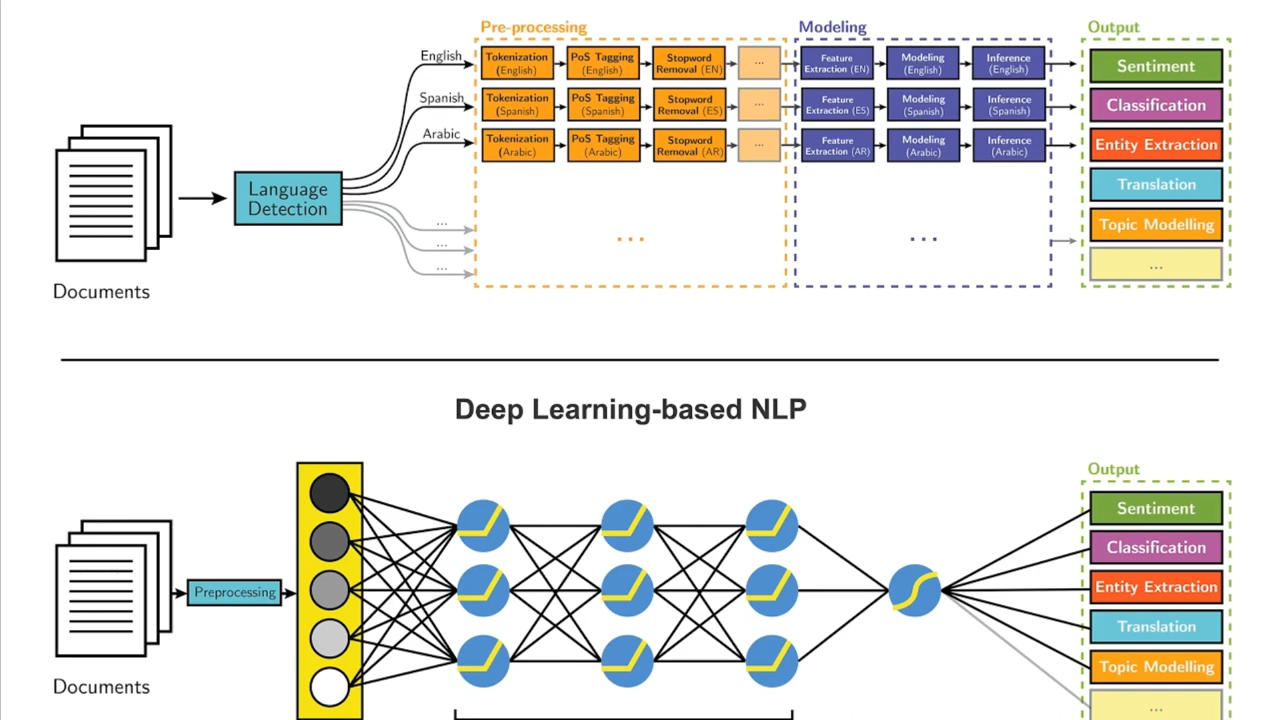 Pre-processing
Modeling
Output
English
Tokenization
(English)
PoS Tagging
(English)
Stopword
Removal (EN)
...
Feature
Extraction (EN)
Modeling
(English)
Inference
(English)
Sentiment
Spanish
Tokenization
(Spanish)
PoS Tagging
(Spanish)
Stopword
Removal (ES)
...
Feature
Extraction (ES)
Modeling
(Spanish)
Inference
(Spanish)
Classification
Arabic
Tokenization
(Arabic)
PoS Tagging
(Arabic)
Stopword
Removal (AR)
...
Feature
Extraction (AR)
Modeling
(Arabic)
Inference
(Arabic)
Entity Extraction
Language
Detection
Translation
...
...
...
...
...
Topic Modelling
...
Documents
Deep Learning-based NLP
Output
Documents
Preprocessing
Sentiment
Classification
Entity Extraction
Translation
Topic Modelling
...